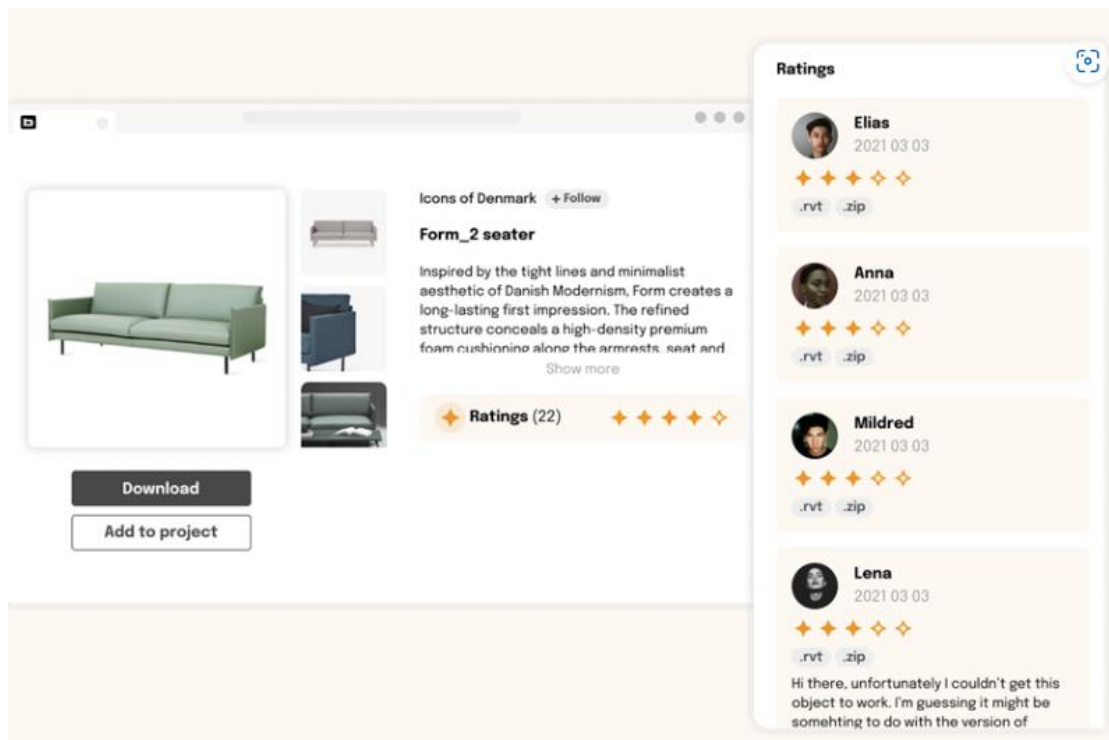 Icons of Denmark + Follow
Form_2 seater
Inspired by the tight lines and minimalist
aesthetic of Danish Modernism, Form creates a
long-lasting first impression. The refined
structure conceals a high-density premium
foam cushioning along the armrests, seat and
Show more
Ratings (22)
Download
Add to project
Ratings
Elias
2021 03 03
.rvt .zip
Anna
2021 03 03
.rvt .zip
Mildred
2021 03 03
.rvt .zip
Lena
2021 03 03
.rvt .zip
Hi there, unfortunately I couldn't get this
object to work. I'm guessing it might be
somehting to do with the version of